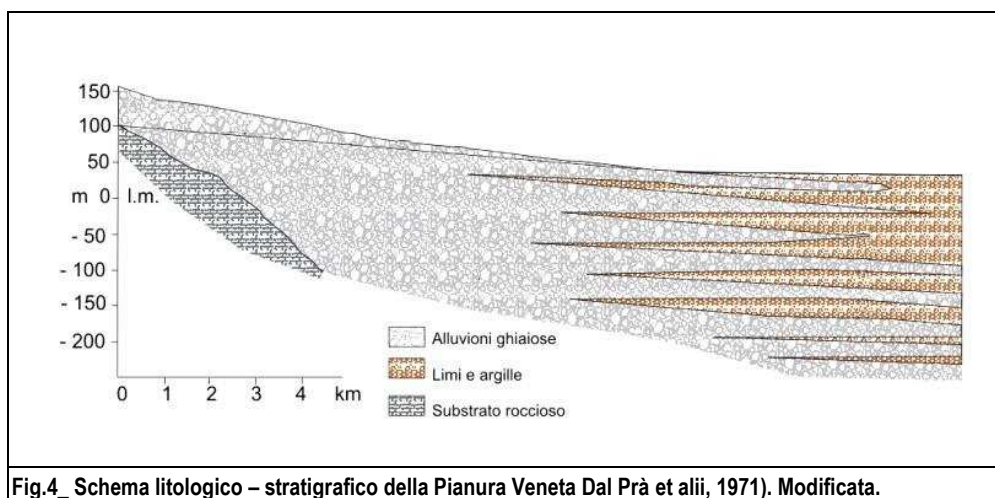 150
100
50
m 0 l.m.
- 50
- 100
- 150
- 200
0 1 2 3 4 km
Alluvioni ghiaiose
Limi e argille
Substrato roccioso
Fig.4_ Schema litologico – stratigrafico della Pianura Veneta Dal Prà et alii, 1971). Modificata.